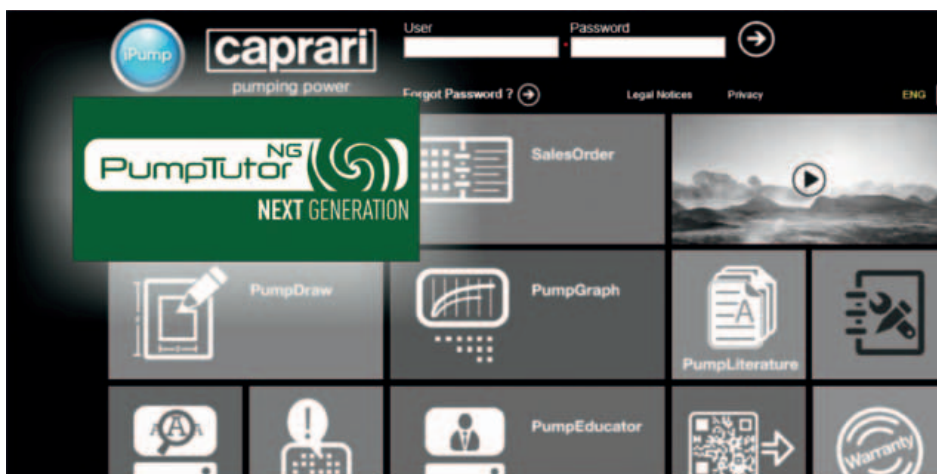 User
Password
iPump
caprari
pumping power
Forgot Password ?
Legal Notices
Privacy
ENG
PumpTutor NG
NEXT GENERATION
SalesOrder
PumpDraw
PumpGraph
A
PumpLiterature
A A A
!
PumpEducator
Warranty